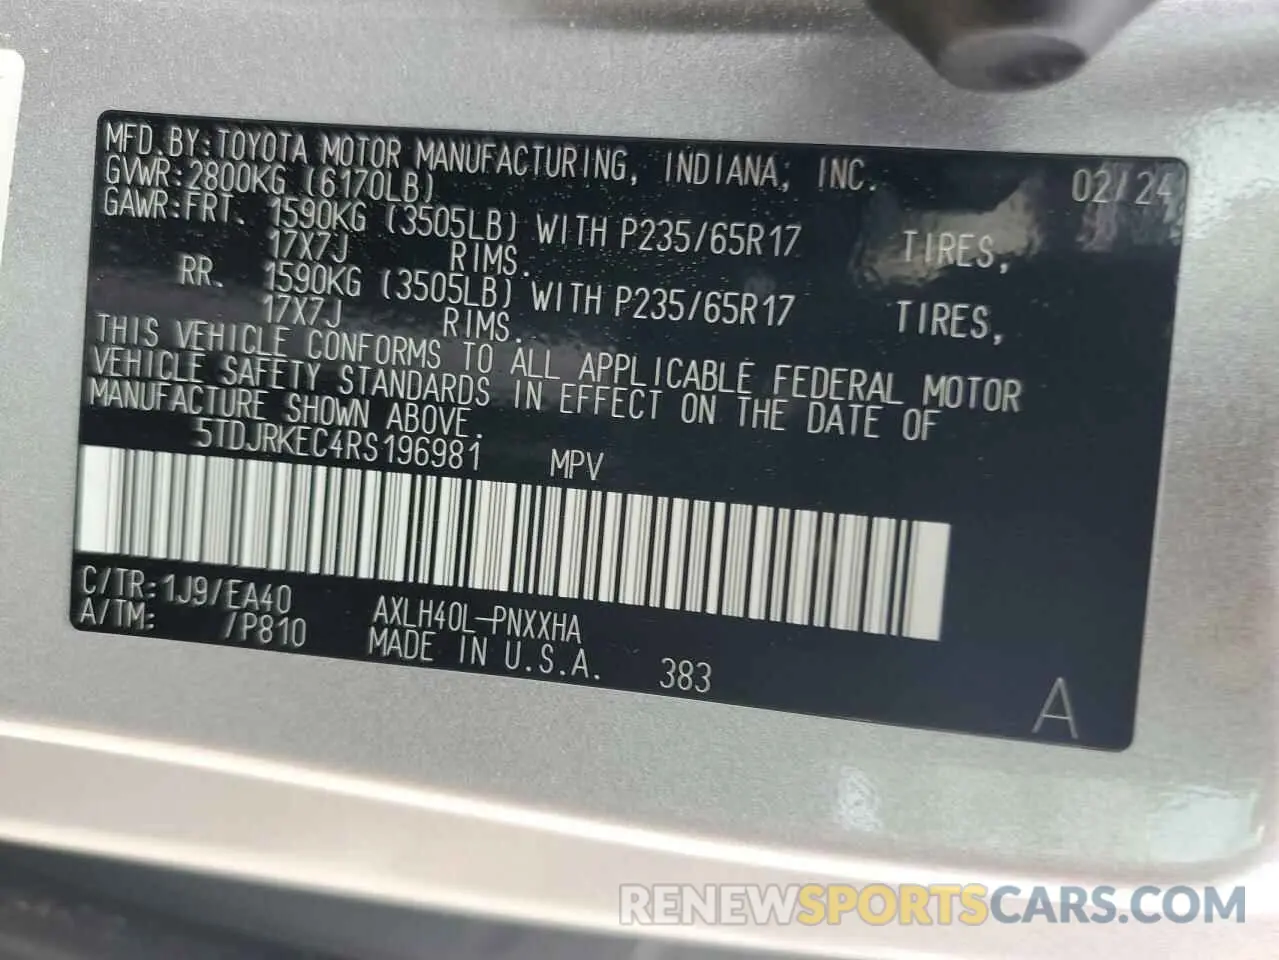 MFD.BY:TOYOTA MOTOR MANUFACTURING, INDIANA, INC. 02/24
GVWR:2800KG (6170LB)
GAWR:FRT. 1590KG (3505LB) WITH P235/65R17 TIRES,
17X7J RIMS.
RR. 1590KG (3505LB) WITH P235/65R17 TIRES,
17X7J RIMS.
THIS VEHICLE CONFORMS TO ALL APPLICABLE FEDERAL MOTOR
VEHICLE SAFETY STANDARDS IN EFFECT ON THE DATE OF
MANUFACTURE SHOWN ABOVE.
5TDJRKEC4RS196981 MPV
C/TR:1J9/EA40 AXLH40L-PNXXHA
A/TM: /P810 MADE IN U.S.A. 383
A
RENEWSPORTSCARS.COM